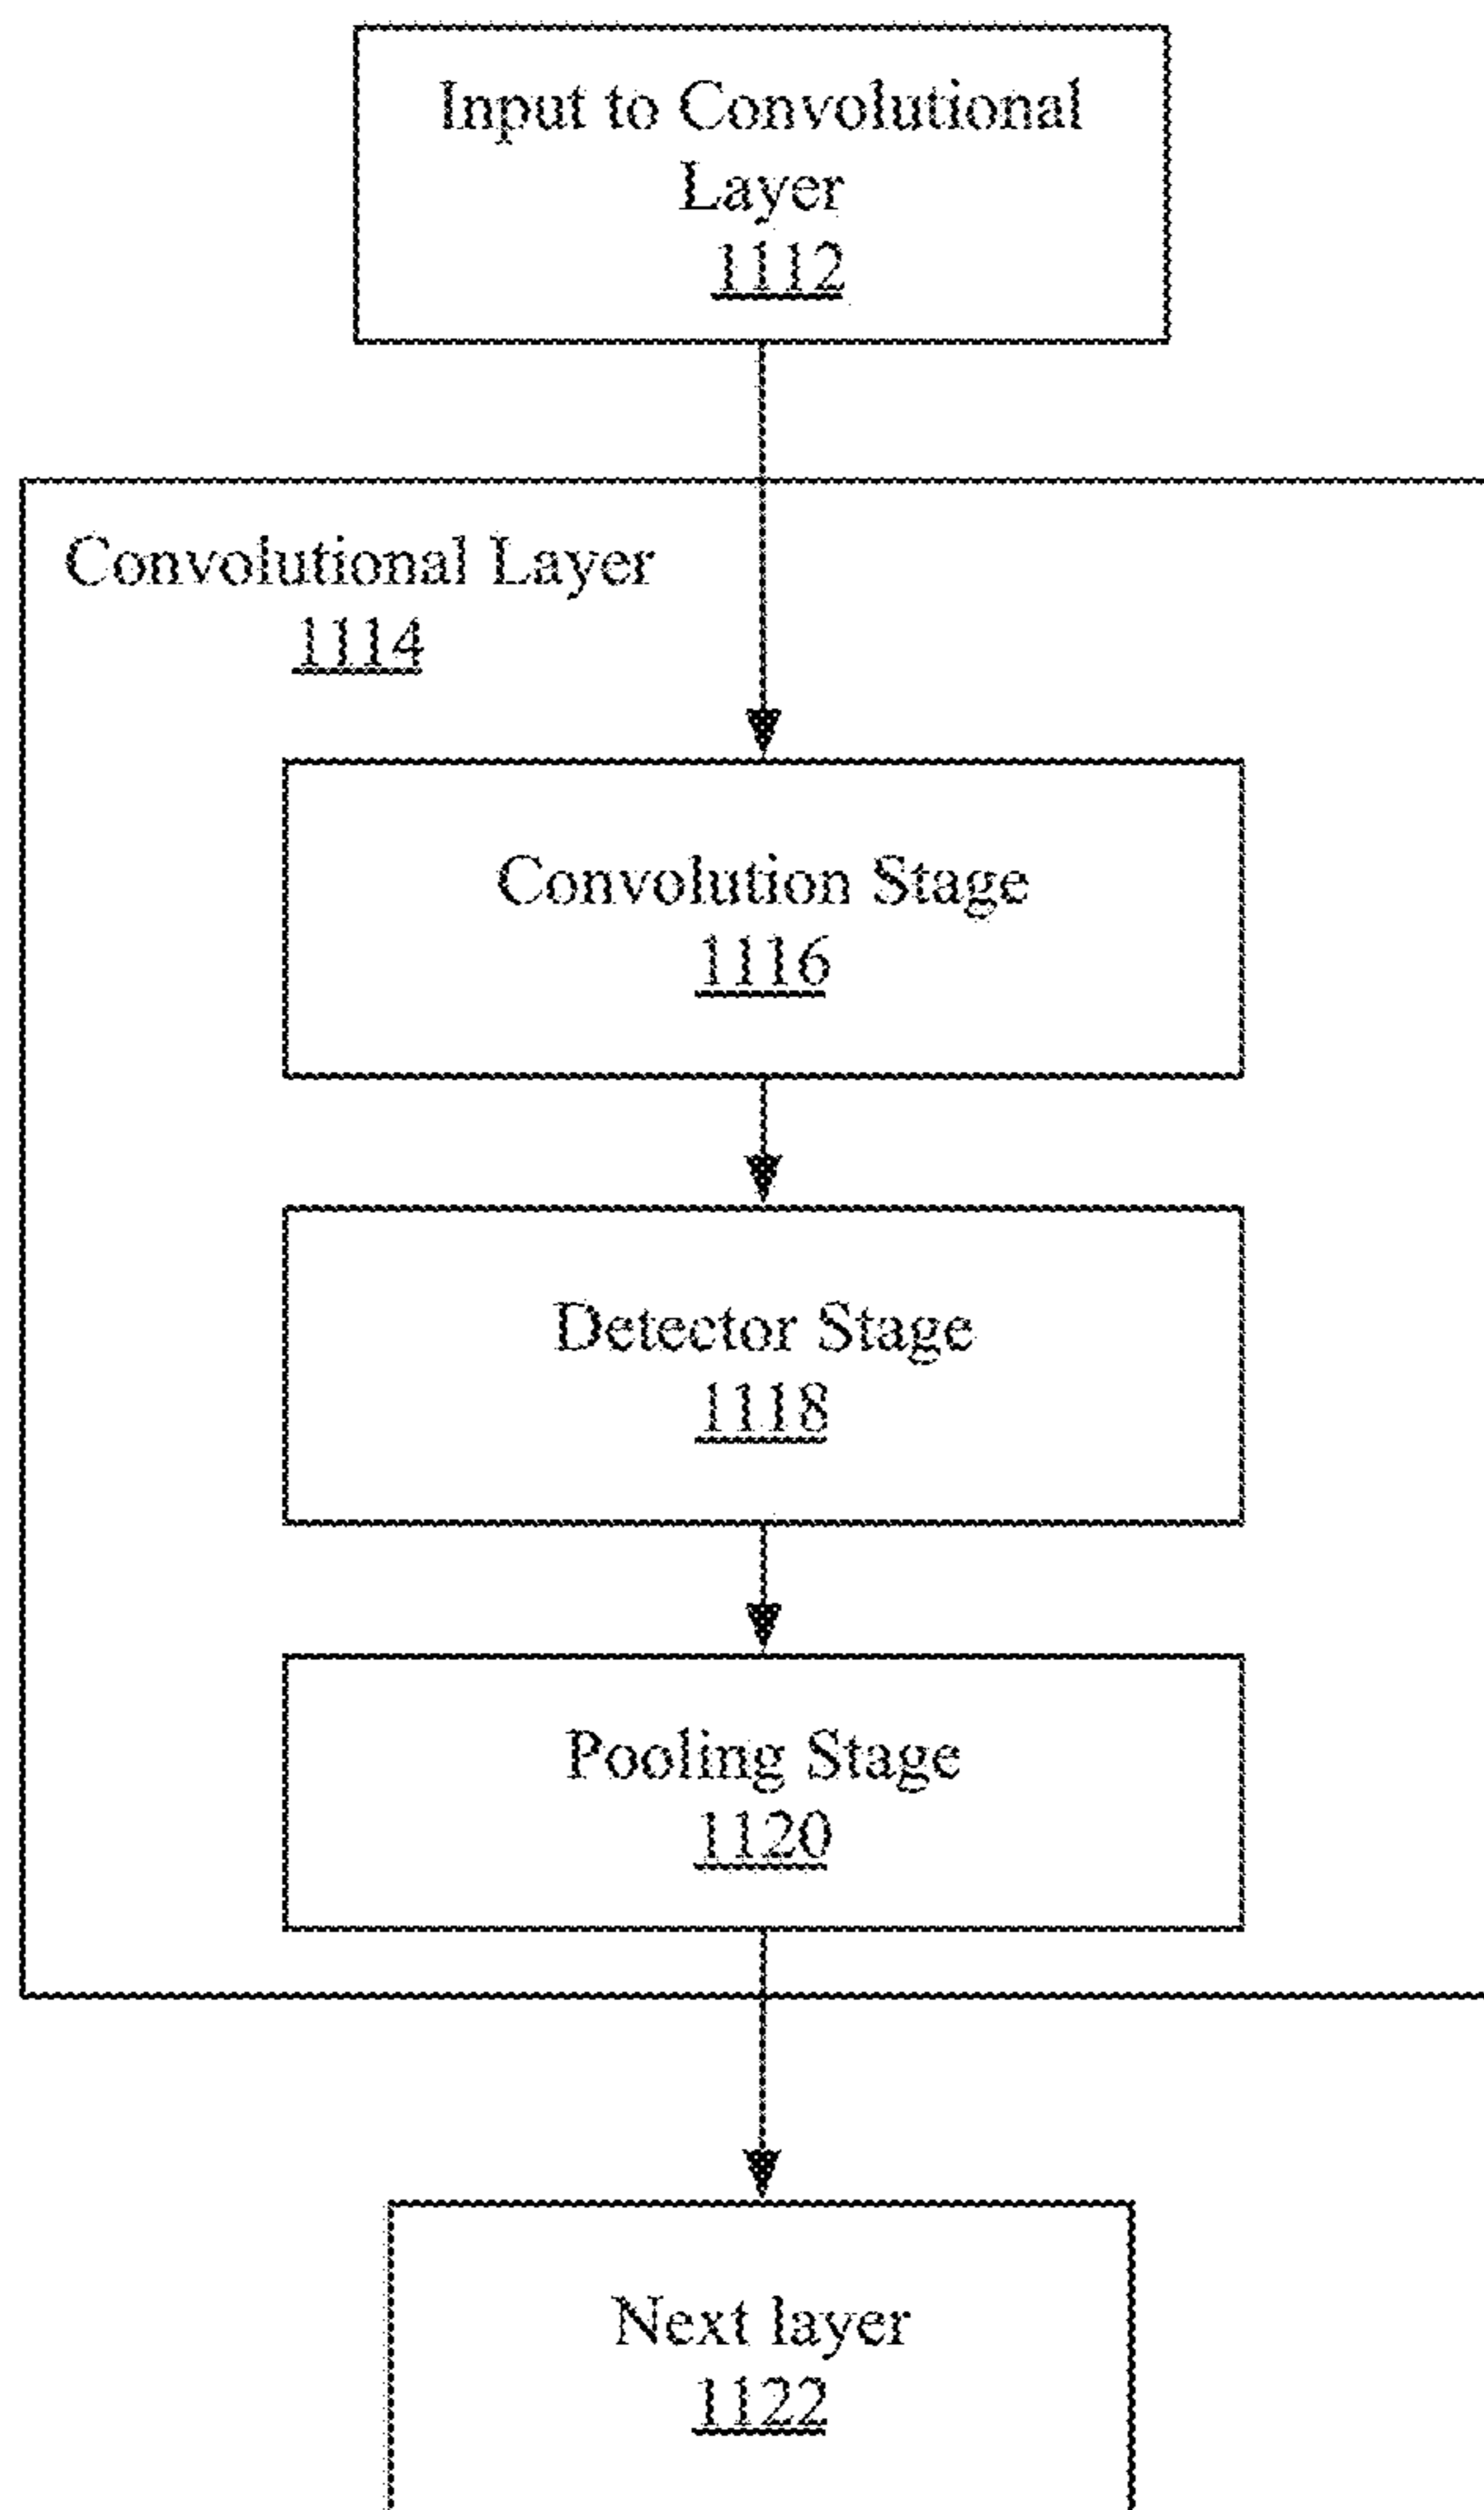 Input to Convolutional
Layer
1112
Convolutional Layer
1114
Convolution Stage
1116
Detector Stage
1118
Pooling Stage
1120
Next layer
1122